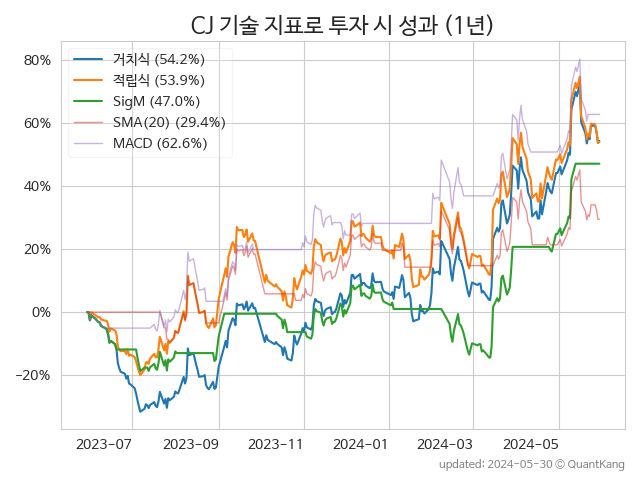 CJ 기술 지표로 투자 시 성과 (1년)
80%
60%
40%
20%
0%
−20%
거치식 (54.2%)
적립식 (53.9%)
SigM (47.0%)
SMA(20) (29.4%)
MACD (62.6%)
2023-07
2023-09
2023-11
2024-01
2024-03
2024-05
updated: 2024-05-30 © QuantKang